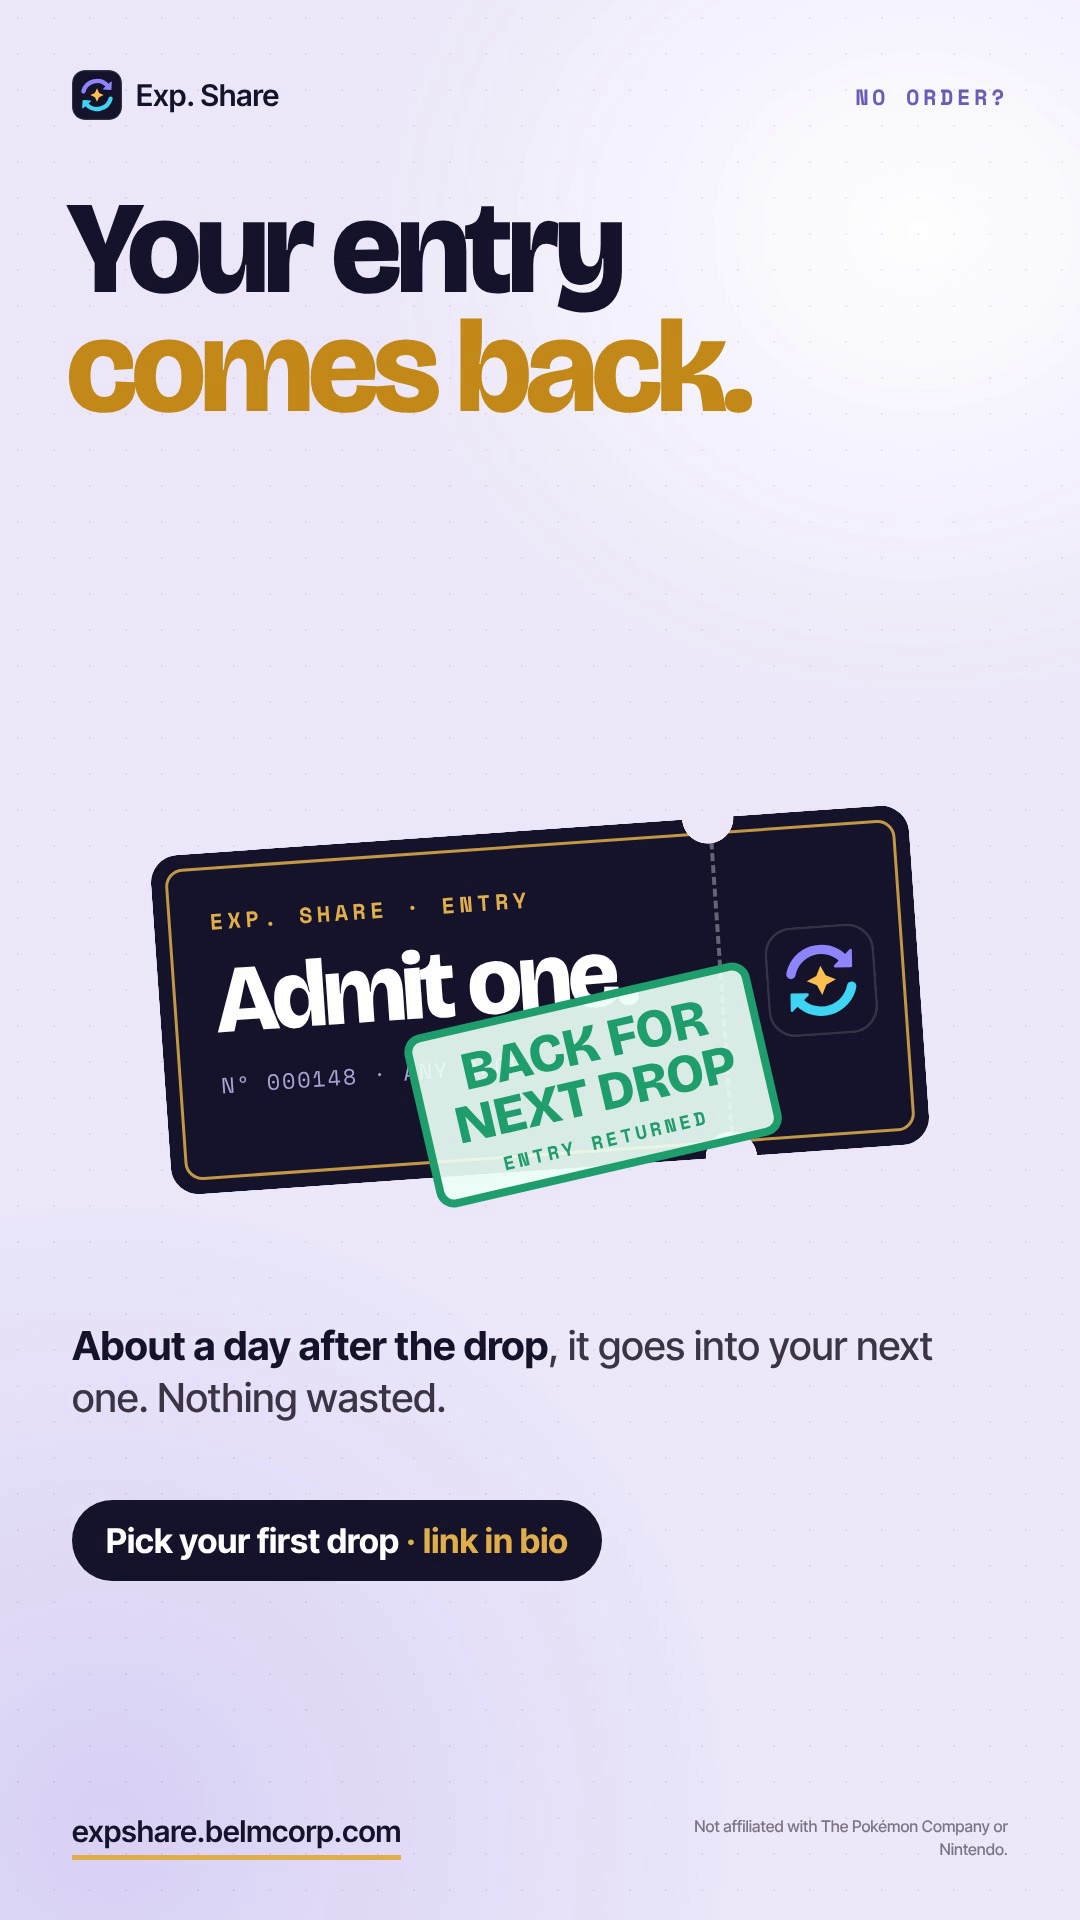 Exp. Share
NO ORDER?
Your entry
comes back.
EXP. SHARE · ENTRY
Admit one.
N° 000148 · ANY
BACK FOR
NEXT DROP
ENTRY RETURNED
About a day after the drop, it goes into your next
one. Nothing wasted.
Pick your first drop · link in bio
expshare.belmcorp.com
Not affiliated with The Pokémon Company or
Nintendo.